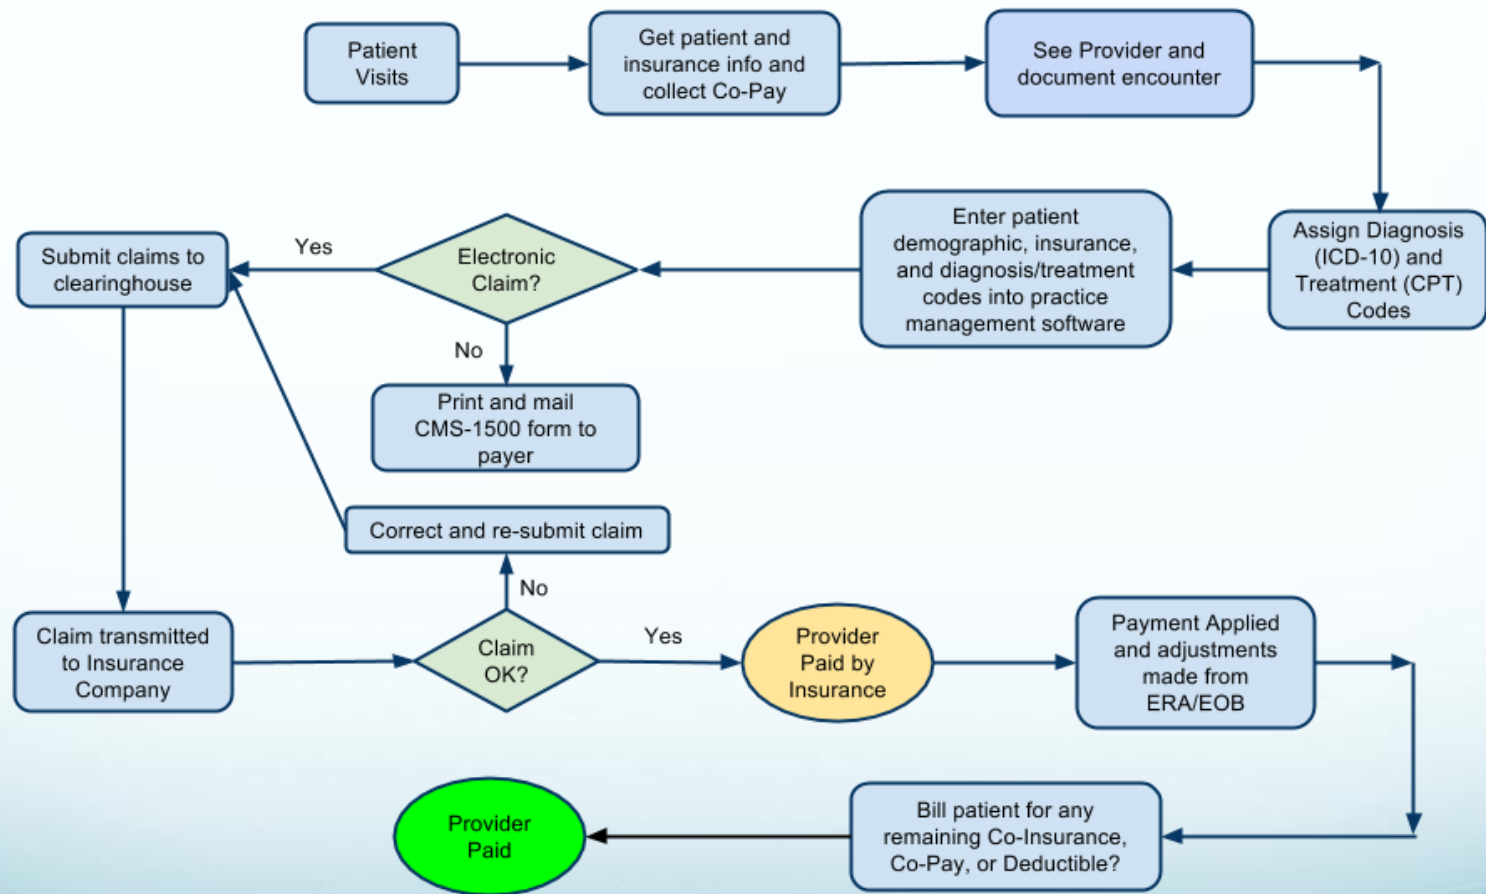 Patient
Visits
Get patient and
insurance info and
collect Co-Pay
See Provider and
document encounter
Assign Diagnosis
(ICD-10) and
Treatment (CPT)
Codes
Enter patient
demographic, insurance,
and diagnosis/treatment
codes into practice
management software
Electronic
Claim?
Yes
Submit claims to
clearinghouse
No
Print and mail
CMS-1500 form to
payer
Correct and re-submit claim
No
Claim transmitted
to Insurance
Company
Claim
OK?
Yes
Provider
Paid by
Insurance
Payment Applied
and adjustments
made from
ERA/EOB
Bill patient for any
remaining Co-Insurance,
Co-Pay, or Deductible?
Provider
Paid